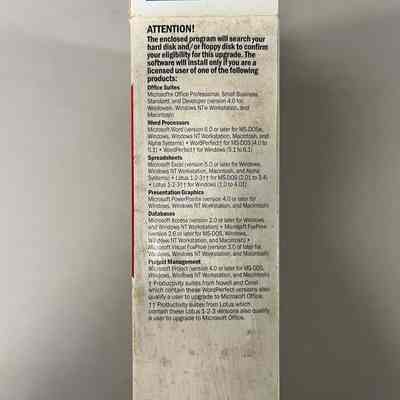 ATTENTION!
The enclosed program will search your
hard disk and/or floppy disk to confirm
your eligibility for this upgrade. The
software will install only if you are a
licensed user of one of the following
products:
Office Suites
Microsoft® Office Professional, Small Business,
Standard, and Developer (version 4.0 for
Windows®, Windows NT® Workstation, and
Macintosh)
Word Processors
Microsoft Word (version 6.0 or later for MS-DOS®,
Windows, Windows NT Workstation, Macintosh, and
Alpha Systems) • WordPerfect† for MS-DOS (4.0 to
6.1) • WordPerfect† for Windows (5.1 to 6.1)
Spreadsheets
Microsoft Excel (version 5.0 or later for Windows,
Windows NT Workstation, Macintosh, and Alpha
Systems) • Lotus 1-2-3†† for MS-DOS (2.01 to 3.4)
• Lotus 1-2-3†† for Windows (1.0 to 4.01)
Presentation Graphics
Microsoft PowerPoint® (version 4.0 or later for
Windows, Windows NT Workstation, and Macintosh)
Databases
Microsoft Access (version 2.0 or later for Windows
and Windows NT Workstation) • Microsoft FoxPro®
(version 2.6 or later for MS-DOS, Windows,
Windows NT Workstation, and Macintosh) •
Microsoft Visual FoxPro® (version 3.0 or later for
Windows, Windows NT Workstation, and Macintosh)
Project Management
Microsoft Project (version 4.0 or later for MS-DOS,
Windows, Windows NT Workstation, and Macintosh)
† Productivity suites from Novell and Corel
which contain these WordPerfect versions also
qualify a user to upgrade to Microsoft Office.
†† Productivity suites from Lotus which
contain these Lotus 1-2-3 versions also qualify
a user to upgrade to Microsoft Office.